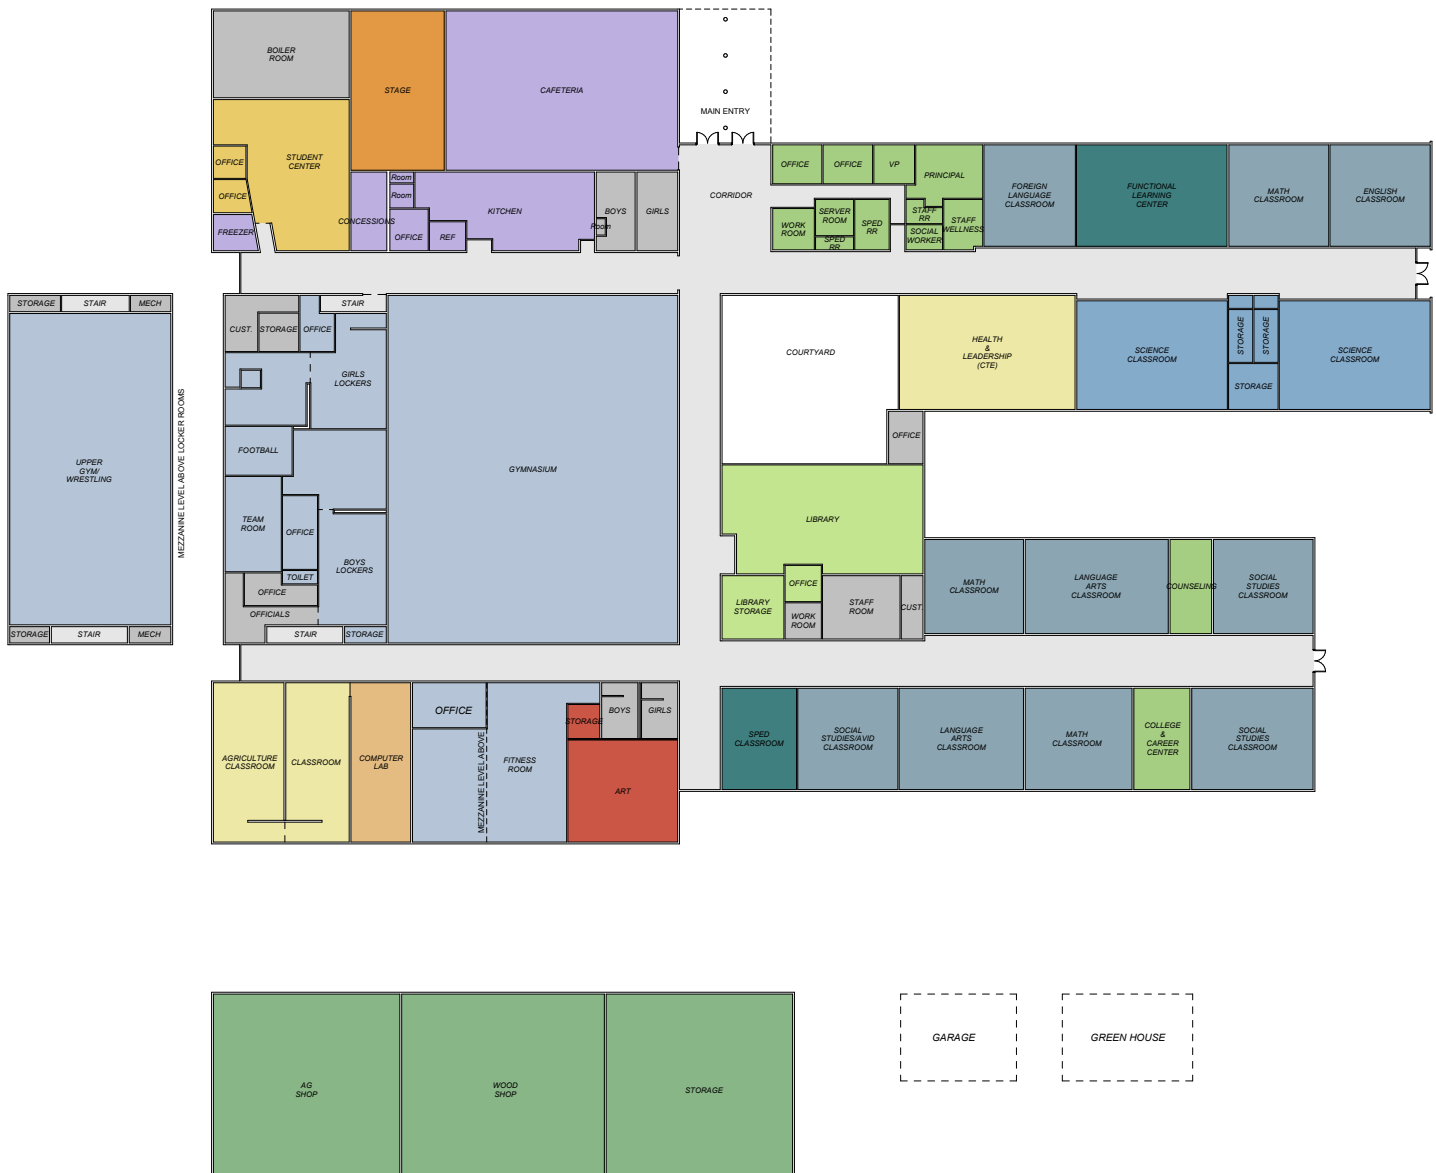 BOILER
ROOM
STAGE
CAFETERIA
MAIN ENTRY
STUDENT
CENTER
OFFICE
OFFICE
FREEZER
CONCESSIONS
Room
Room
OFFICE
REF
KITCHEN
BOYS
Room
GIRLS
CORRIDOR
OFFICE
OFFICE
VP
PRINCIPAL
WORK
ROOM
SERVER
ROOM
SPED
RR
SPED
RR
STAFF
RR
SOCIAL
WORKER
STAFF
WELLNESS
FOREIGN
LANGUAGE
CLASSROOM
FUNCTIONAL
LEARNING
CENTER
MATH
CLASSROOM
ENGLISH
CLASSROOM
STORAGE
STAIR
MECH
UPPER
GYM/
WRESTLING
STORAGE
STAIR
MECH
MEZZANINE LEVEL ABOVE LOCKER ROOMS
CUST.
STORAGE
OFFICE
STAIR
GIRLS
LOCKERS
FOOTBALL
TEAM
ROOM
OFFICE
TOILET
BOYS
LOCKERS
OFFICE
OFFICIALS
STAIR
STORAGE
GYMNASIUM
COURTYARD
HEALTH
&
LEADERSHIP
(CTE)
SCIENCE
CLASSROOM
STORAGE
STORAGE
STORAGE
SCIENCE
CLASSROOM
OFFICE
LIBRARY
OFFICE
LIBRARY
STORAGE
WORK
ROOM
STAFF
ROOM
CUST.
MATH
CLASSROOM
LANGUAGE
ARTS
CLASSROOM
COUNSELING
SOCIAL
STUDIES
CLASSROOM
AGRICULTURE
CLASSROOM
CLASSROOM
COMPUTER
LAB
OFFICE
MEZZANINE LEVEL ABOVE
FITNESS
ROOM
STORAGE
BOYS
GIRLS
ART
SPED
CLASSROOM
SOCIAL
STUDIES/AVID
CLASSROOM
LANGUAGE
ARTS
CLASSROOM
MATH
CLASSROOM
COLLEGE
&
CAREER
CENTER
SOCIAL
STUDIES
CLASSROOM
AG
SHOP
WOOD
SHOP
STORAGE
GARAGE
GREEN HOUSE